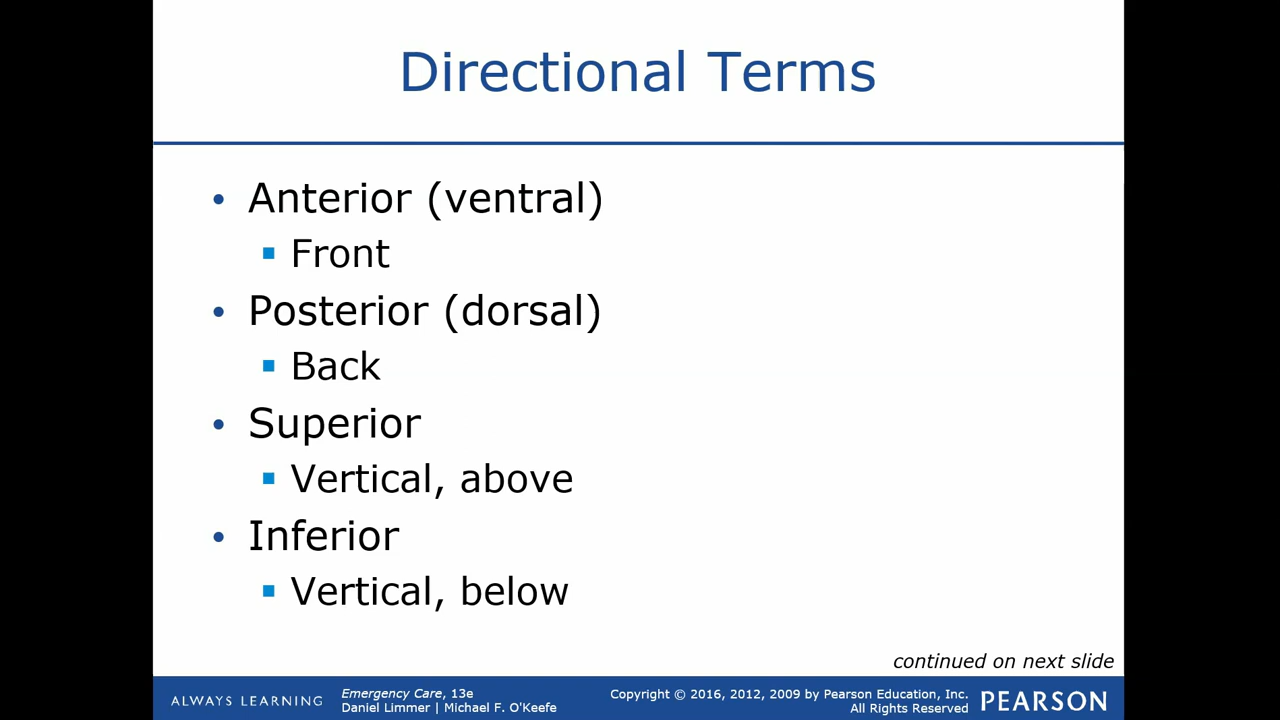 Directional Terms
• Anterior (ventral)
▪ Front
• Posterior (dorsal)
▪ Back
• Superior
▪ Vertical, above
• Inferior
▪ Vertical, below
continued on next slide
ALWAYS LEARNING
Emergency Care, 13e
Daniel Limmer | Michael F. O'Keefe
Copyright © 2016, 2012, 2009 by Pearson Education, Inc.
All Rights Reserved
PEARSON